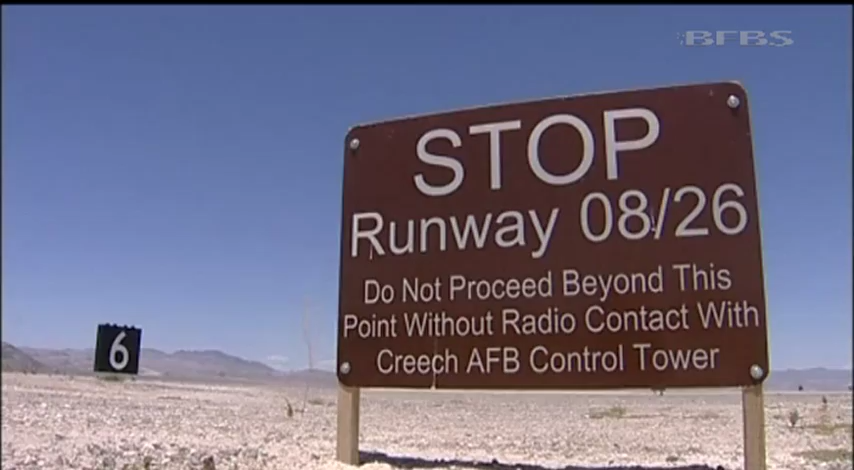 BFBS
STOP
Runway 08/26
Do Not Proceed Beyond This
Point Without Radio Contact With
Creech AFB Control Tower
6